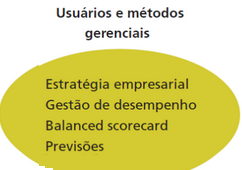 Usuários e métodos
gerenciais
Estratégia empresarial
Gestão de desempenho
Balanced scorecard
Previsões